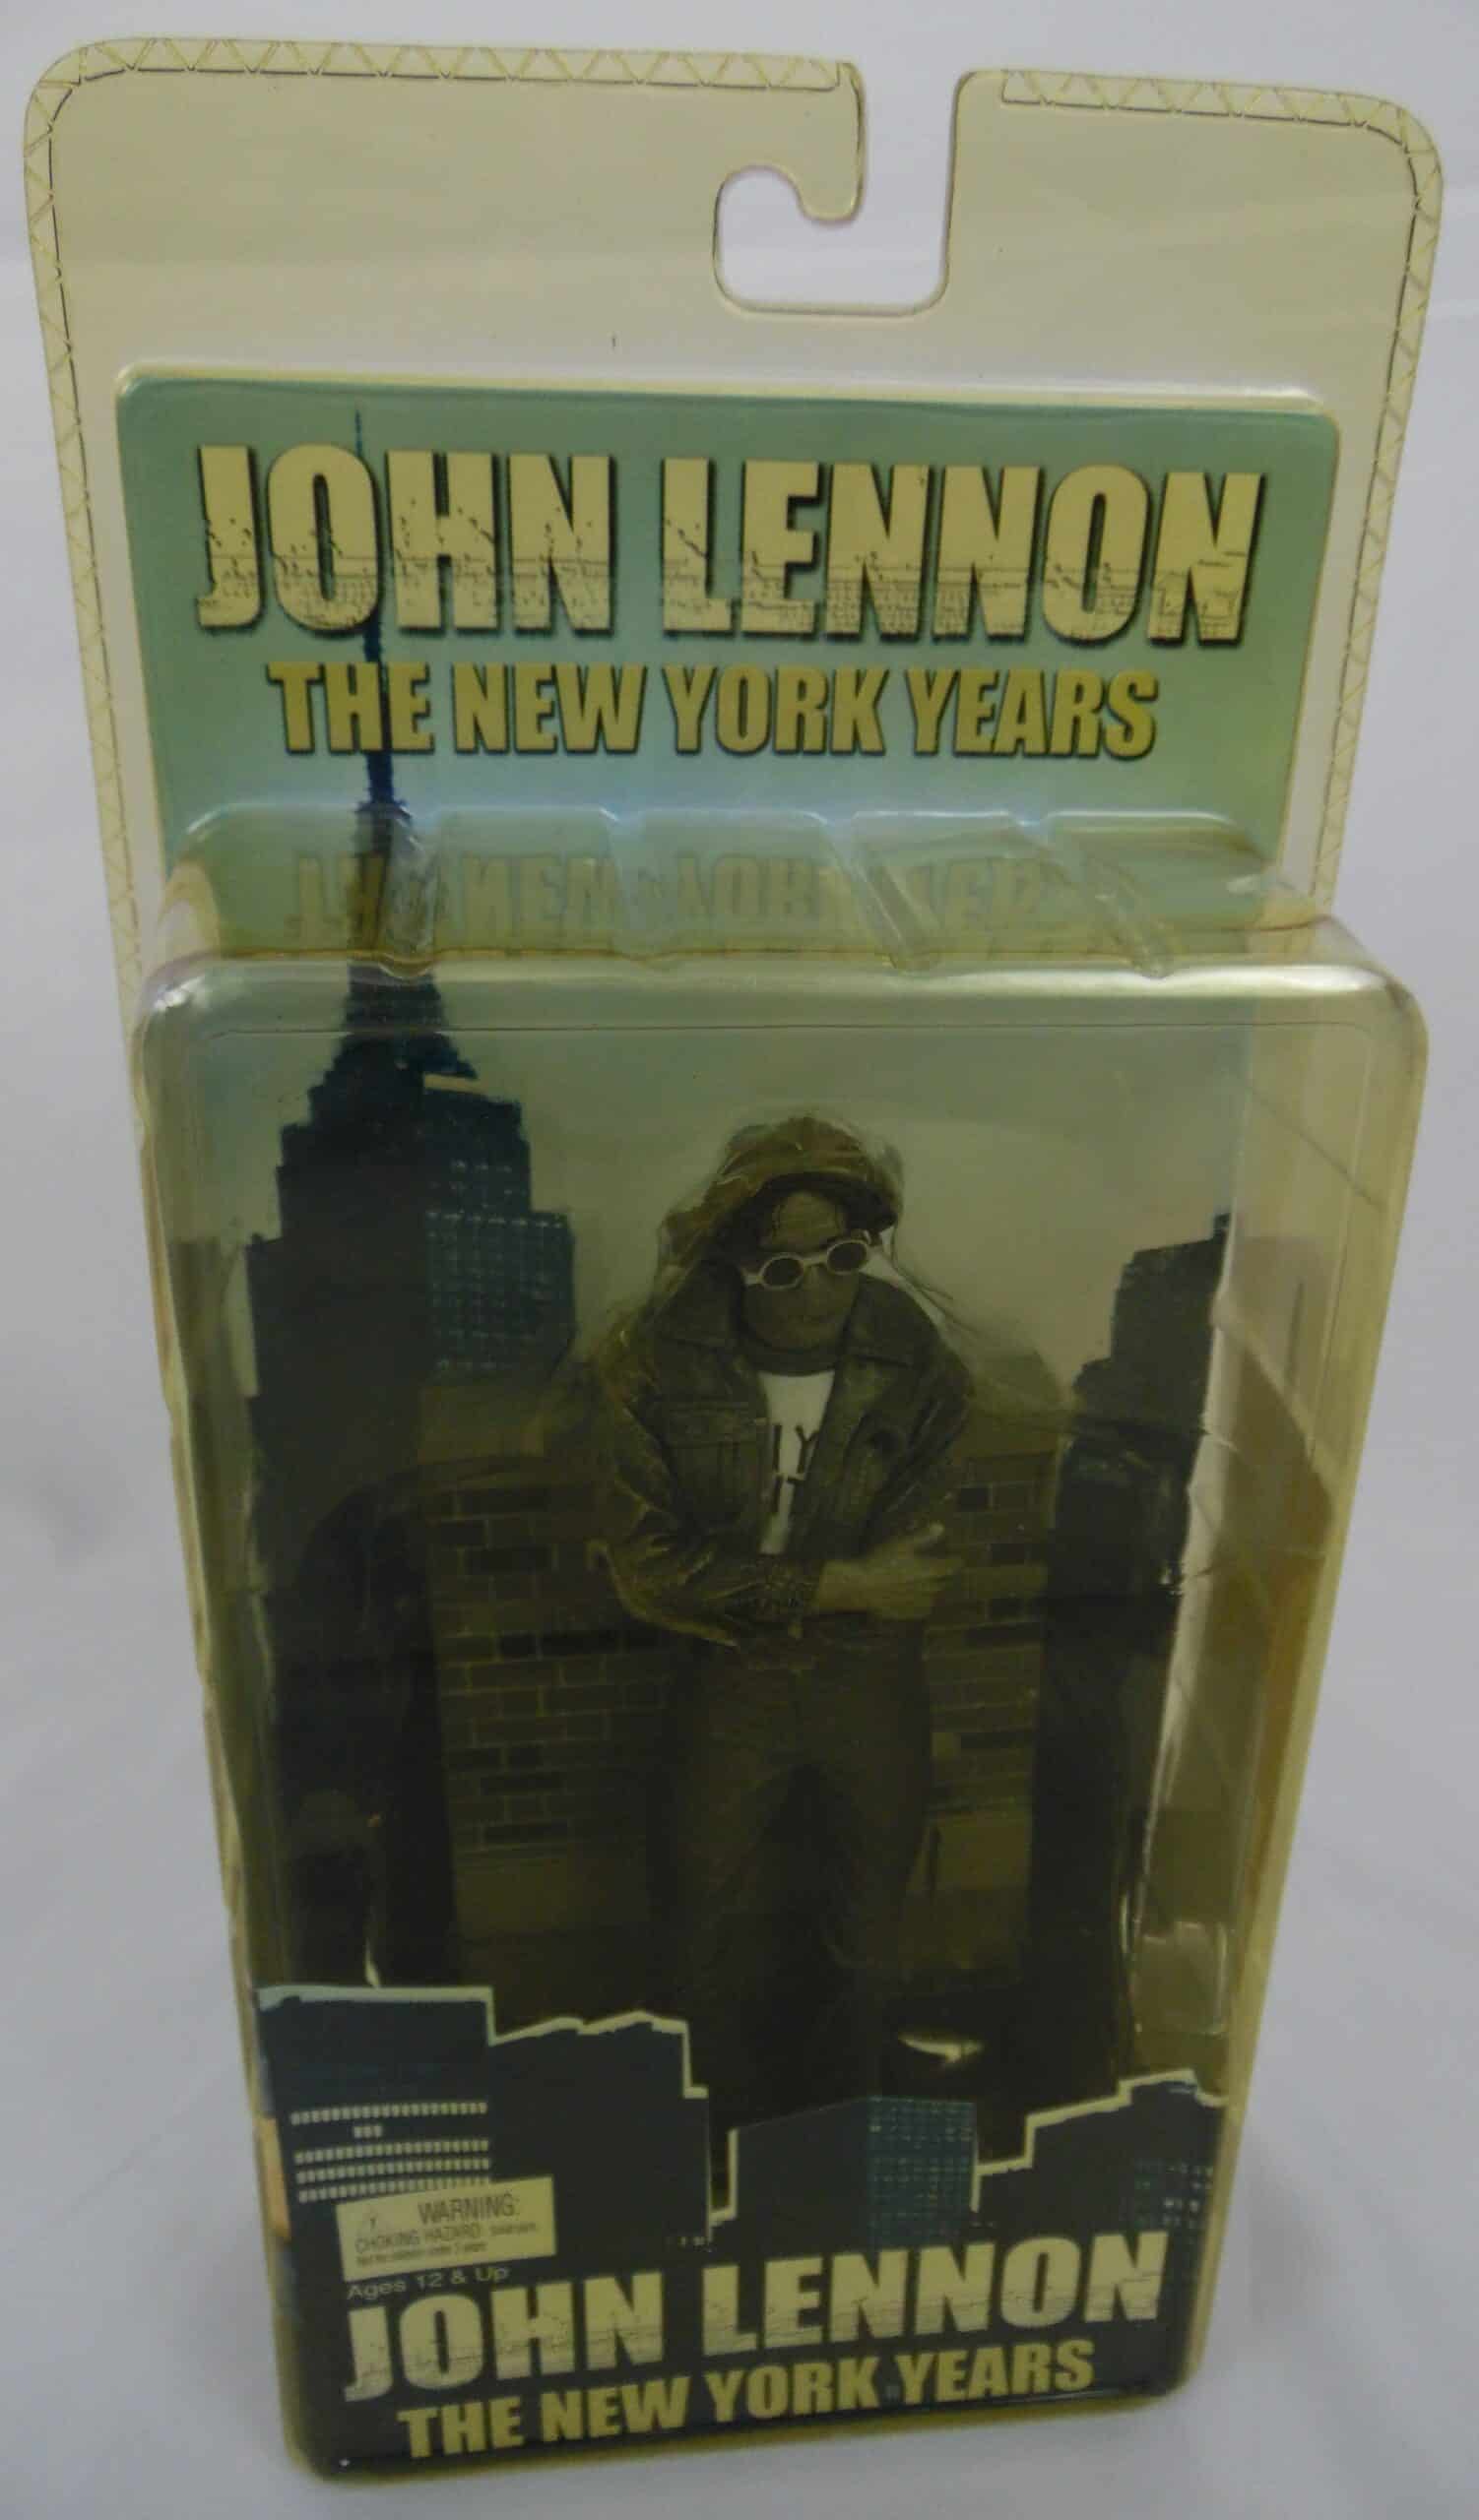 JOHN LENNON
THE NEW YORK YEARS
WARNING:
CHOKING HAZARD:
Ages 12 & Up
JOHN LENNON
THE NEW YORK YEARS